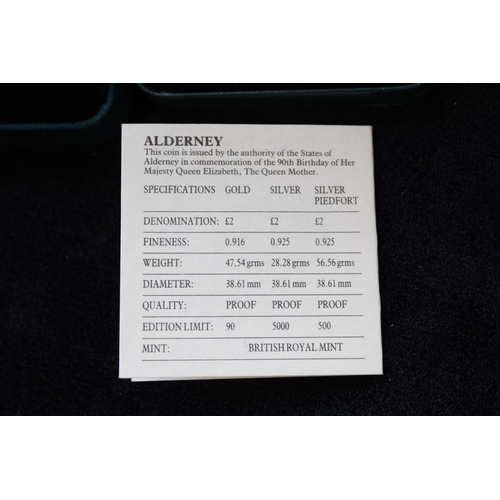 ALDERNEY
This coin is issued by the authority of the States of
Alderney in commemoration of the 90th Birthday of Her
Majesty Queen Elizabeth, The Queen Mother.
SPECIFICATIONS GOLD SILVER SILVER PIEDFORT
DENOMINATION: £2 £2 £2
FINENESS: 0.916 0.925 0.925
WEIGHT: 47.54 grms 28.28 grms 56.56 grms
DIAMETER: 38.61 mm 38.61 mm 38.61 mm
QUALITY: PROOF PROOF PROOF
EDITION LIMIT: 90 5000 500
MINT: BRITISH ROYAL MINT